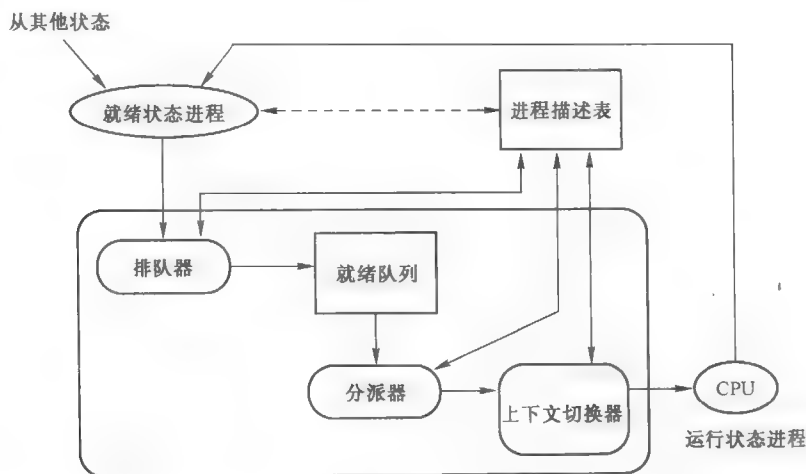 从其他状态
就绪状态进程
进程描述表
排队器
就绪队列
分派器
上下文切换器
CPU
运行状态进程